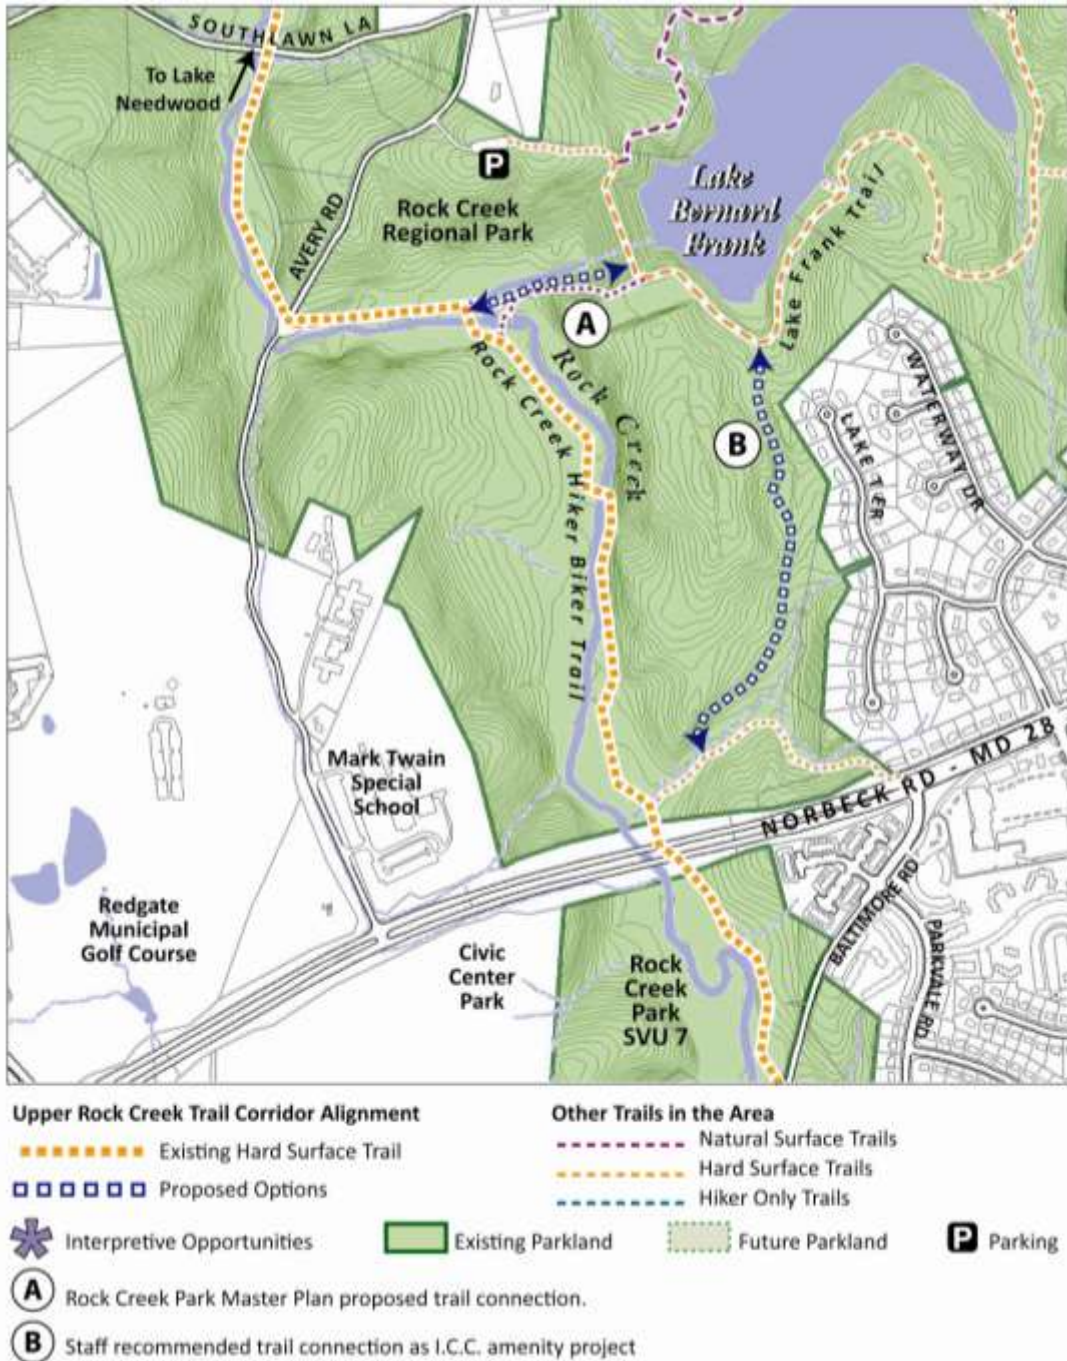 SOUTHLAWN LA
To Lake
Needwood
P
Rock Creek
Regional Park
AVERY RD
Lake
Bernard
Frank
Lake Frank Trail
A
Rock Creek
Rock Creek Hiker Biker Trail
B
WATERWAY DR
LAKE TER
Mark Twain
Special
School
NORBECK RD - MD 28
Redgate
Municipal
Golf Course
Civic
Center
Park
Rock
Creek
Park
SVU 7
BALTIMORE RD
PARKVALE RD
Upper Rock Creek Trail Corridor Alignment
Existing Hard Surface Trail
Proposed Options
Other Trails in the Area
Natural Surface Trails
Hard Surface Trails
Hiker Only Trails
Interpretive Opportunities
Existing Parkland
Future Parkland
P Parking
A Rock Creek Park Master Plan proposed trail connection.
B Staff recommended trail connection as I.C.C. amenity project